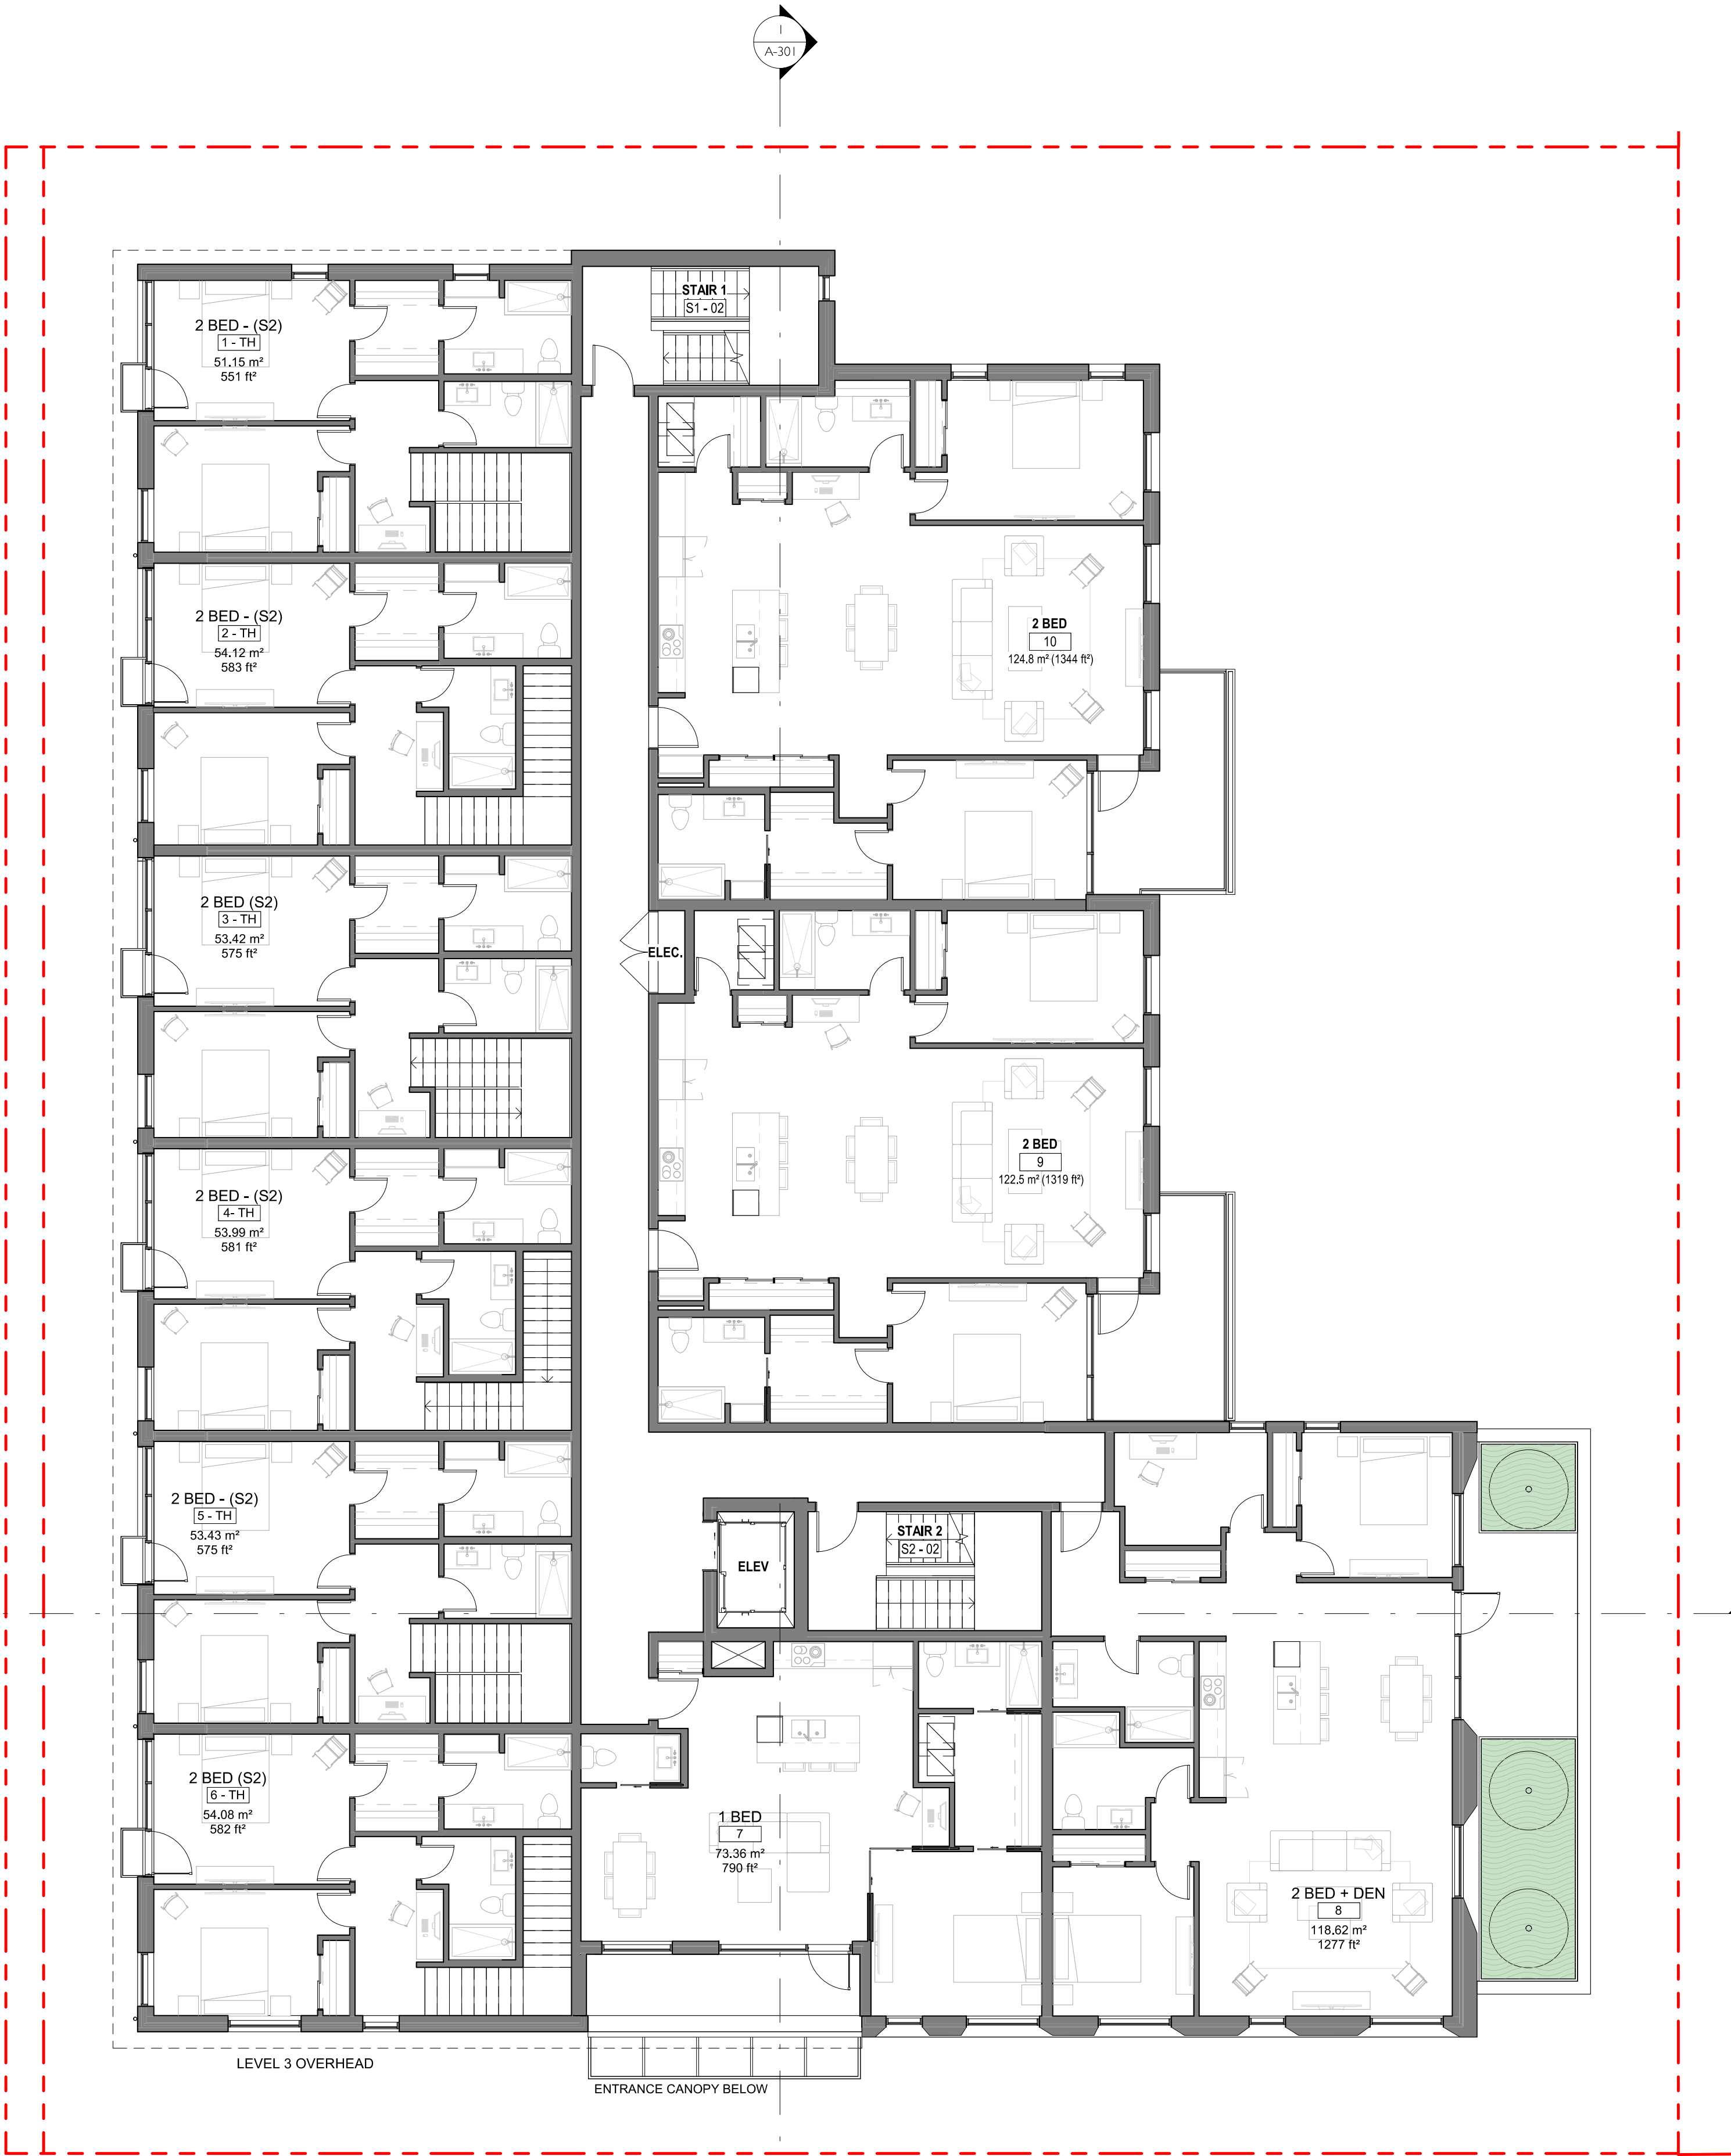 1
A-301
STAIR 1
S1 - 02
2 BED - (S2)
1 - TH
51.15 m²
551 ft²
2 BED - (S2)
2 - TH
54.12 m²
583 ft²
2 BED
10
124.8 m² (1344 ft²)
2 BED (S2)
3 - TH
53.42 m²
575 ft²
ELEC.
2 BED
9
122.5 m² (1319 ft²)
2 BED - (S2)
4- TH
53.99 m²
581 ft²
2 BED - (S2)
5 - TH
53.43 m²
575 ft²
ELEV
STAIR 2
S2 - 02
2 BED (S2)
6 - TH
54.08 m²
582 ft²
1 BED
7
73.36 m²
790 ft²
2 BED + DEN
8
118.62 m²
1277 ft²
LEVEL 3 OVERHEAD
ENTRANCE CANOPY BELOW